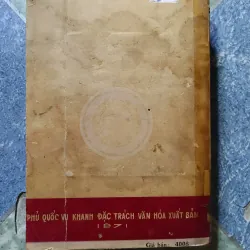 PHỦ QUỐC VỤ KHANH ĐẶC TRÁCH VĂN HÓA XUẤT BẢN
1971
Giá bán: 400$